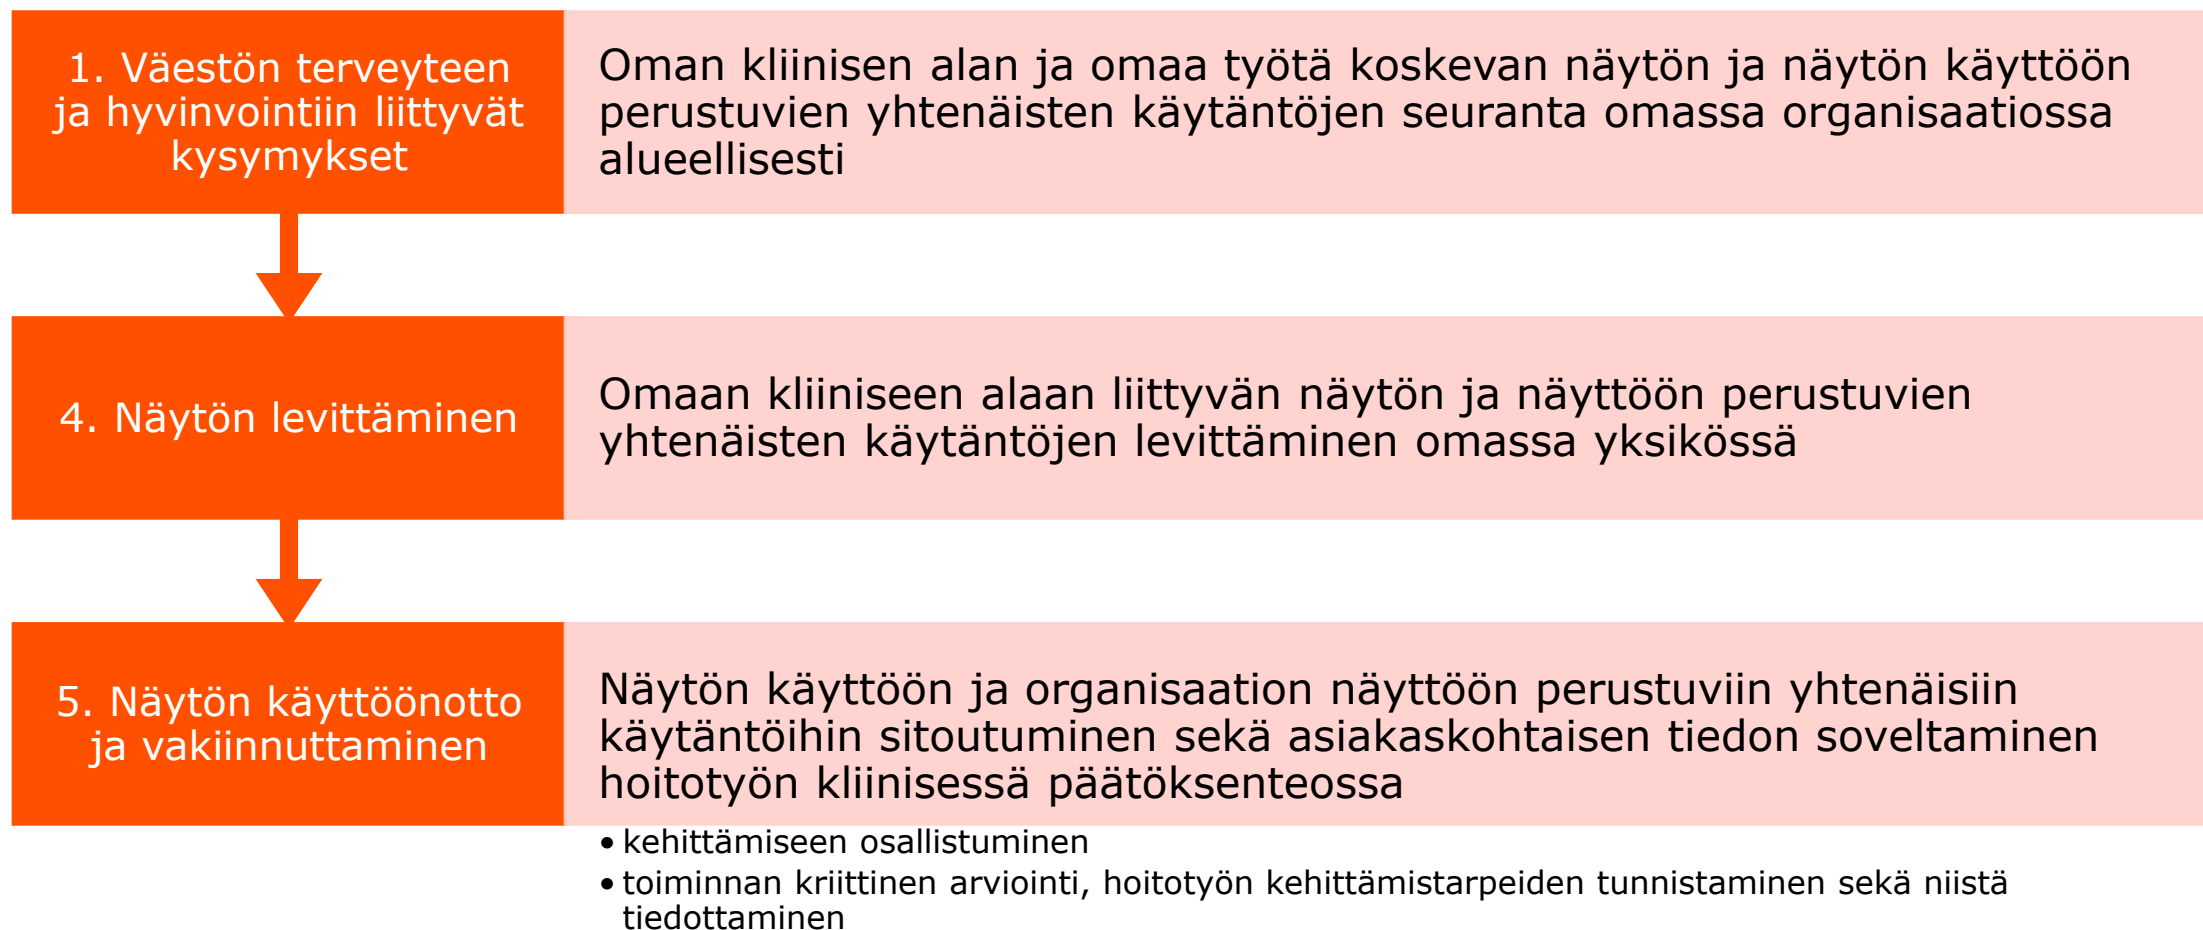 1. Väestön terveyteen
ja hyvinvointiin liittyvät
kysymykset
Oman kliinisen alan ja omaa työtä koskevan näytön ja näytön käyttöön
perustuvien yhtenäisten käytäntöjen seuranta omassa organisaatiossa
alueellisesti
4. Näytön levittäminen
Omaan kliiniseen alaan liittyvän näytön ja näyttöön perustuvien
yhtenäisten käytäntöjen levittäminen omassa yksikössä
5. Näytön käyttöönotto
ja vakiinnuttaminen
Näytön käyttöön ja organisaation näyttöön perustuviin yhtenäisiin
käytäntöihin sitoutuminen sekä asiakaskohtaisen tiedon soveltaminen
hoitotyön kliinisessä päätöksenteossa
• kehittämiseen osallistuminen
• toiminnan kriittinen arviointi, hoitotyön kehittämistarpeiden tunnistaminen sekä niistä
tiedottaminen